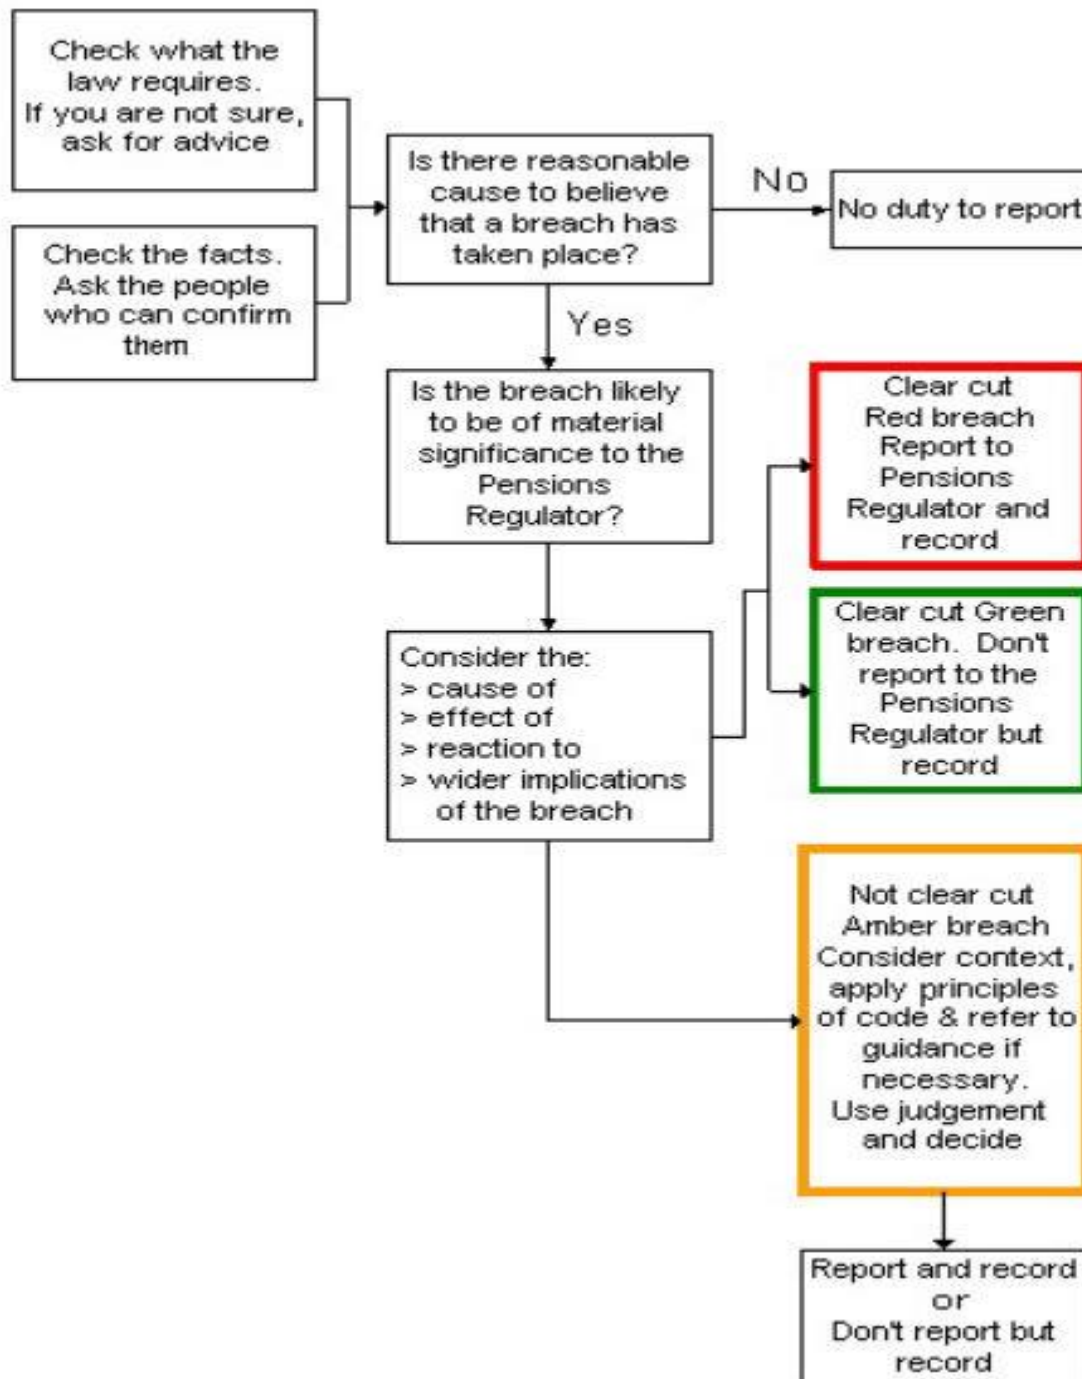 Check what the
law requires.
If you are not sure,
ask for advice
Check the facts.
Ask the people
who can confirm
them
Is there reasonable
cause to believe
that a breach has
taken place?
No
No duty to report
Yes
Is the breach likely
to be of material
significance to the
Pensions
Regulator?
Consider the:
> cause of
> effect of
> reaction to
> wider implications
of the breach
Clear cut
Red breach
Report to
Pensions
Regulator and
record
Clear cut Green
breach. Don't
report to the
Pensions
Regulator but
record
Not clear cut
Amber breach
Consider context,
apply principles
of code & refer to
guidance if
necessary.
Use judgement
and decide
Report and record
or
Don't report but
record